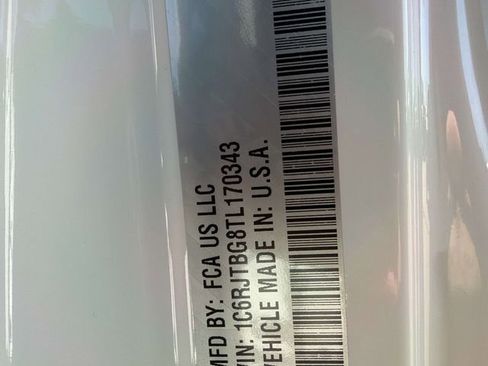 MFD BY: FCA US LLC
VIN: 1C6RJTBG8TL170343
VEHICLE MADE IN: U.S.A.